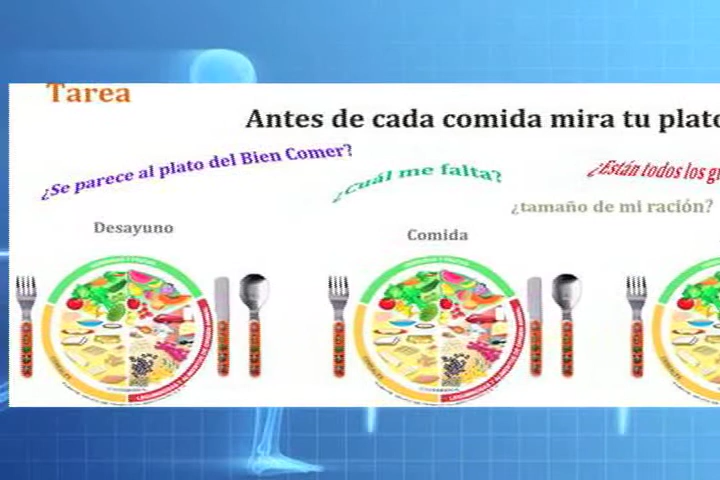 Tarea
Antes de cada comida mira tu plato
¿Se parece al plato del Bien Comer?
¿Cuál me falta?
¿Están todos los
¿tamaño de mi ración?
Desayuno
Comida